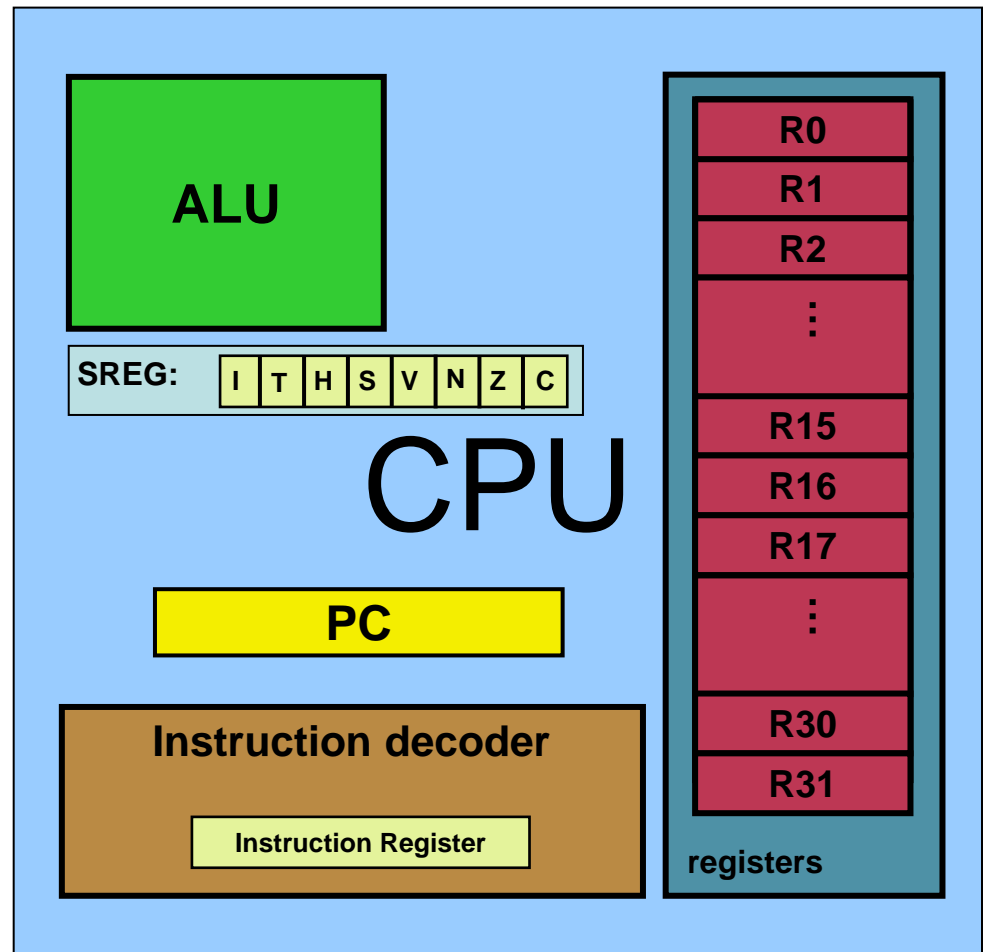 ALU
SREG: I T H S V N Z C
CPU
PC
Instruction decoder
Instruction Register
R0
R1
R2
⋮
R15
R16
R17
⋮
R30
R31
registers